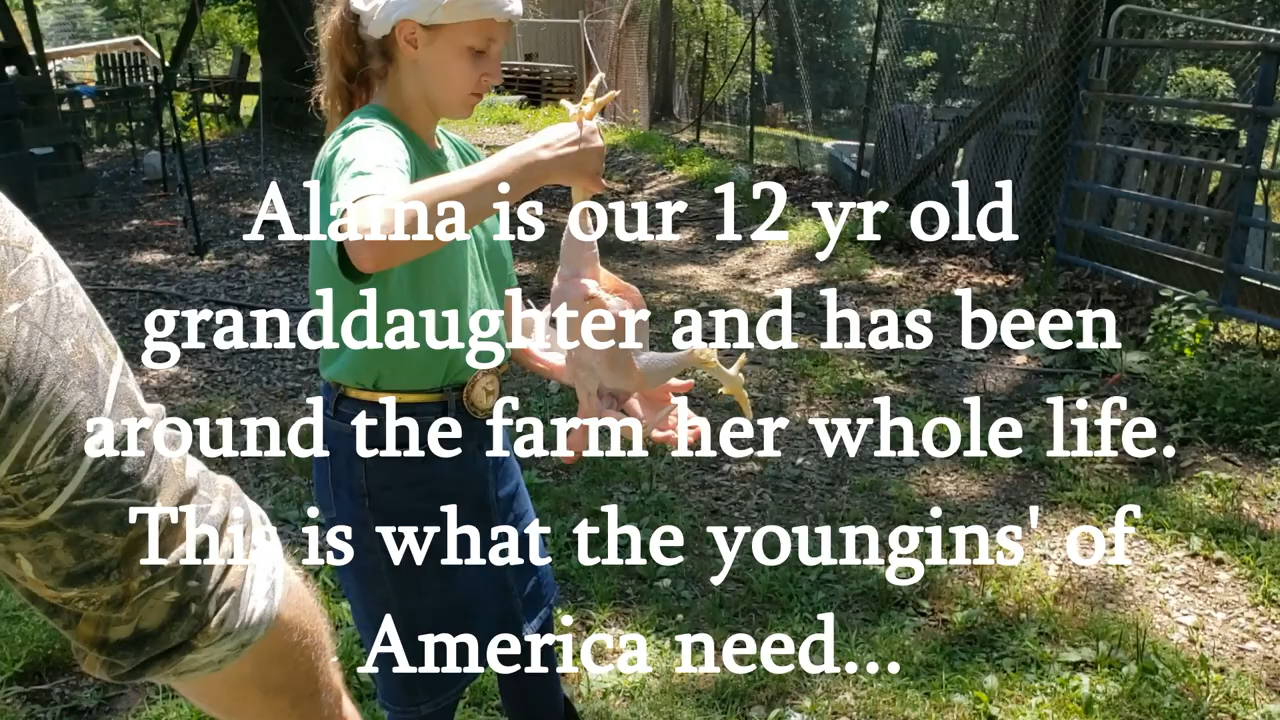 Alaina is our 12 yr old
granddaughter and has been
around the farm her whole life.
This is what the youngins' of
America need...